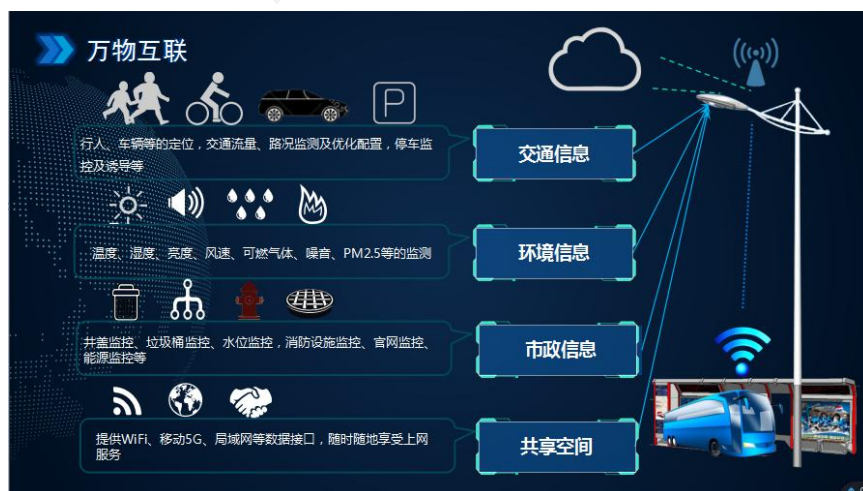 万物互联
P
行人、车辆等的定位，交通流量、路况监测及优化配置，停车监
控及诱导等
交通信息
温度、湿度、亮度、风速、可燃气体、噪音、PM2.5等的监测
环境信息
井盖监控、垃圾桶监控、水位监控，消防设施监控、官网监控、
能源监控等
市政信息
提供WiFi、移动5G、局域网等数据接口，随时随地享受上网
服务
共享空间